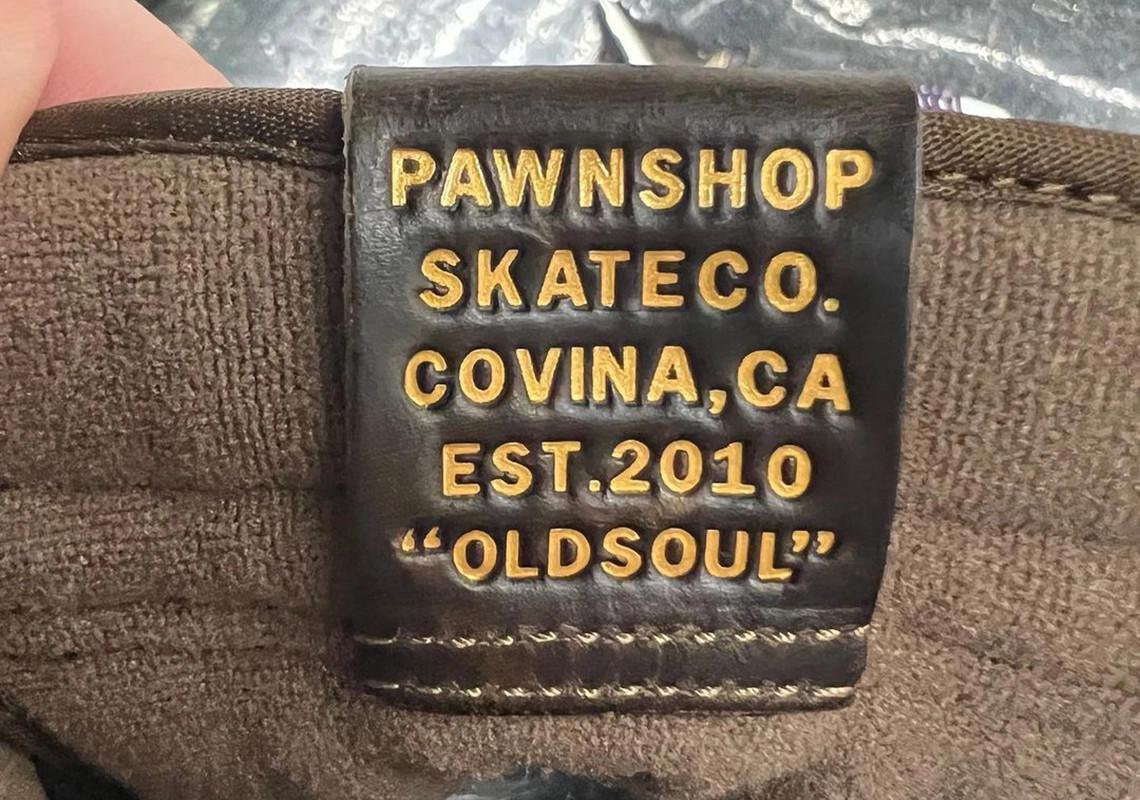 PAWNSHOP
SKATECO.
COVINA,CA
EST.2010
“OLDSOUL”